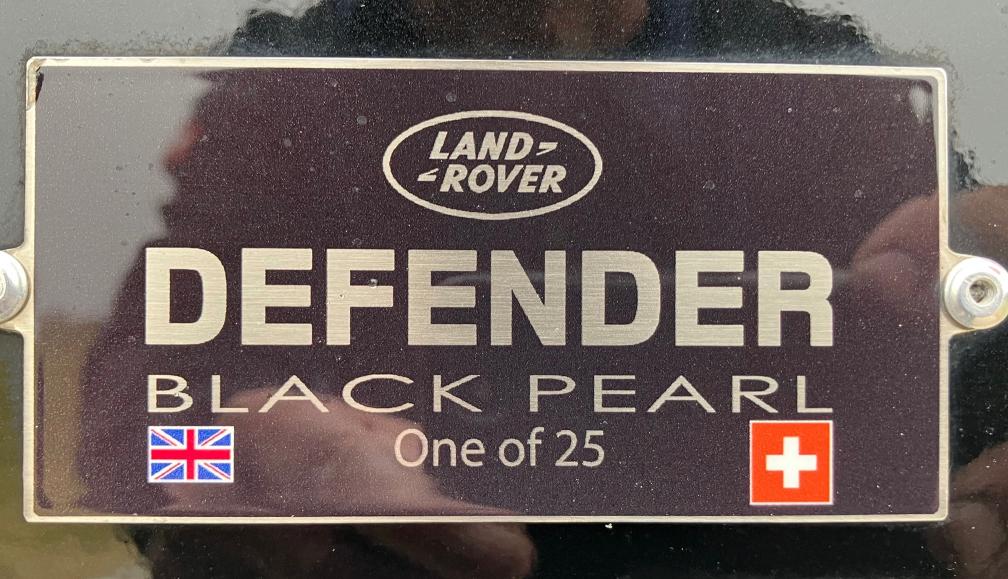 LAND
ROVER
DEFENDER
BLACK PEARL
One of 25